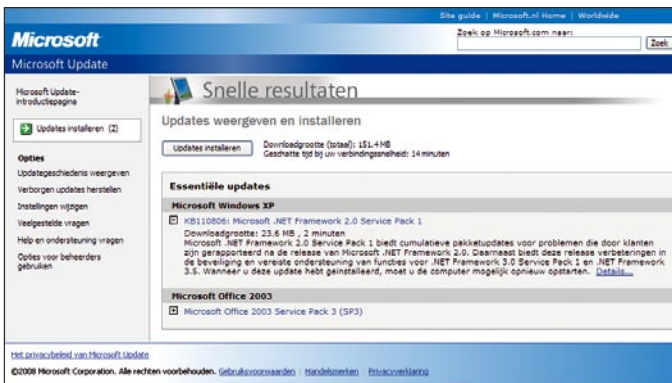 Site guide | Microsoft.nl Home | Worldwide
Microsoft
Zoek op Microsoft.com naar:
Zoek
Microsoft Update
Microsoft Update-
introductiepagina
Updates installeren (2)
Opties
Updategeschiedenis weergeven
Verborgen updates herstellen
Instellingen wijzigen
Veelgestelde vragen
Help en ondersteuning vragen
Opties voor beheerders
gebruiken
Snelle resultaten
Updates weergeven en installeren
Updates installeren
Downloadgrootte (totaal): 151.4 MB
Geschatte tijd bij uw verbindingssnelheid: 14 minuten
Essentiële updates
Microsoft Windows XP
KB110806: Microsoft .NET Framework 2.0 Service Pack 1
Downloadgrootte: 23.6 MB , 2 minuten
Microsoft .NET Framework 2.0 Service Pack 1 biedt cumulatieve pakketupdates voor problemen die door klanten
zijn gerapporteerd na de release van Microsoft .NET Framework 2.0. Daarnaast biedt deze release verbeteringen in
de beveiliging en vereiste ondersteuning van functies voor .NET Framework 3.0 Service Pack 1 en .NET Framework
3.5. Wanneer u deze update hebt geïnstalleerd, moet u de computer mogelijk opnieuw opstarten. Details...
Microsoft Office 2003
Microsoft Office 2003 Service Pack 3 (SP3)
Het privacybeleid van Microsoft Update
©2008 Microsoft Corporation. Alle rechten voorbehouden. Gebruiksvoorwaarden | Handelsmerken | Privacyverklaring